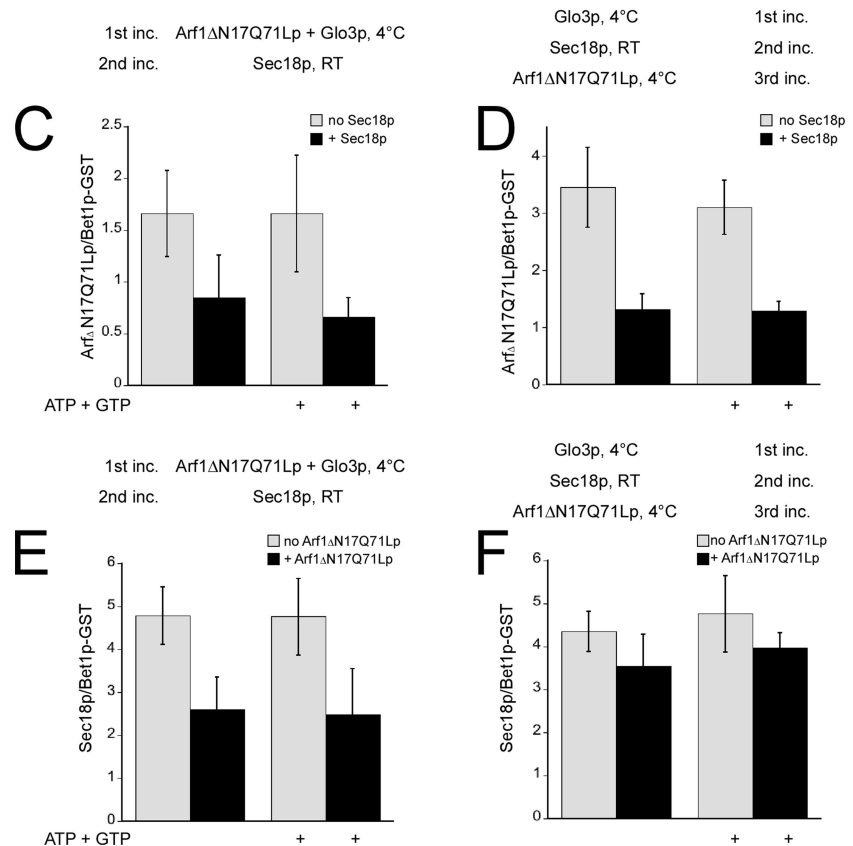 1st inc. Arf1ΔN17Q71Lp + Glo3p, 4°C
2nd inc. Sec18p, RT
C
no Sec18p
+ Sec18p
ArfΔ N17Q71Lp/Bet1p-GST
2.5
2
1.5
1
0.5
0
ATP + GTP + +
Glo3p, 4°C 1st inc.
Sec18p, RT 2nd inc.
Arf1ΔN17Q71Lp, 4°C 3rd inc.
D
no Sec18p
+ Sec18p
ArfΔ N17Q71Lp/Bet1p-GST
4
3
2
1
0
+ +
1st inc. Arf1ΔN17Q71Lp + Glo3p, 4°C
2nd inc. Sec18p, RT
E
no Arf1ΔN17Q71Lp
+ Arf1ΔN17Q71Lp
Sec18p/Bet1p-GST
6
5
4
3
2
1
0
ATP + GTP + +
Glo3p, 4°C 1st inc.
Sec18p, RT 2nd inc.
Arf1ΔN17Q71Lp, 4°C 3rd inc.
F
no Arf1ΔN17Q71Lp
+ Arf1ΔN17Q71Lp
Sec18p/Bet1p-GST
6
5
4
3
2
1
0
+ +